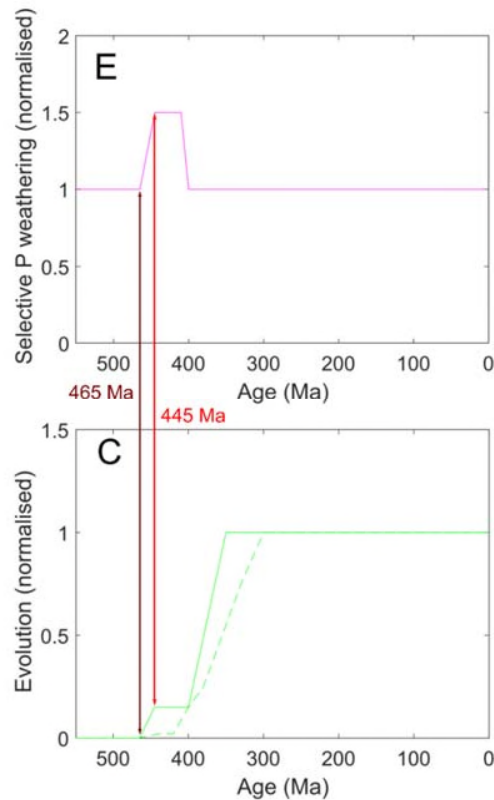 Selective P weathering (normalised)
2
1.5
1
0.5
0
E
500 400 300 200 100 0
Age (Ma)
465 Ma
445 Ma
Evolution (normalised)
1.5
1
0.5
0
C
500 400 300 200 100 0
Age (Ma)